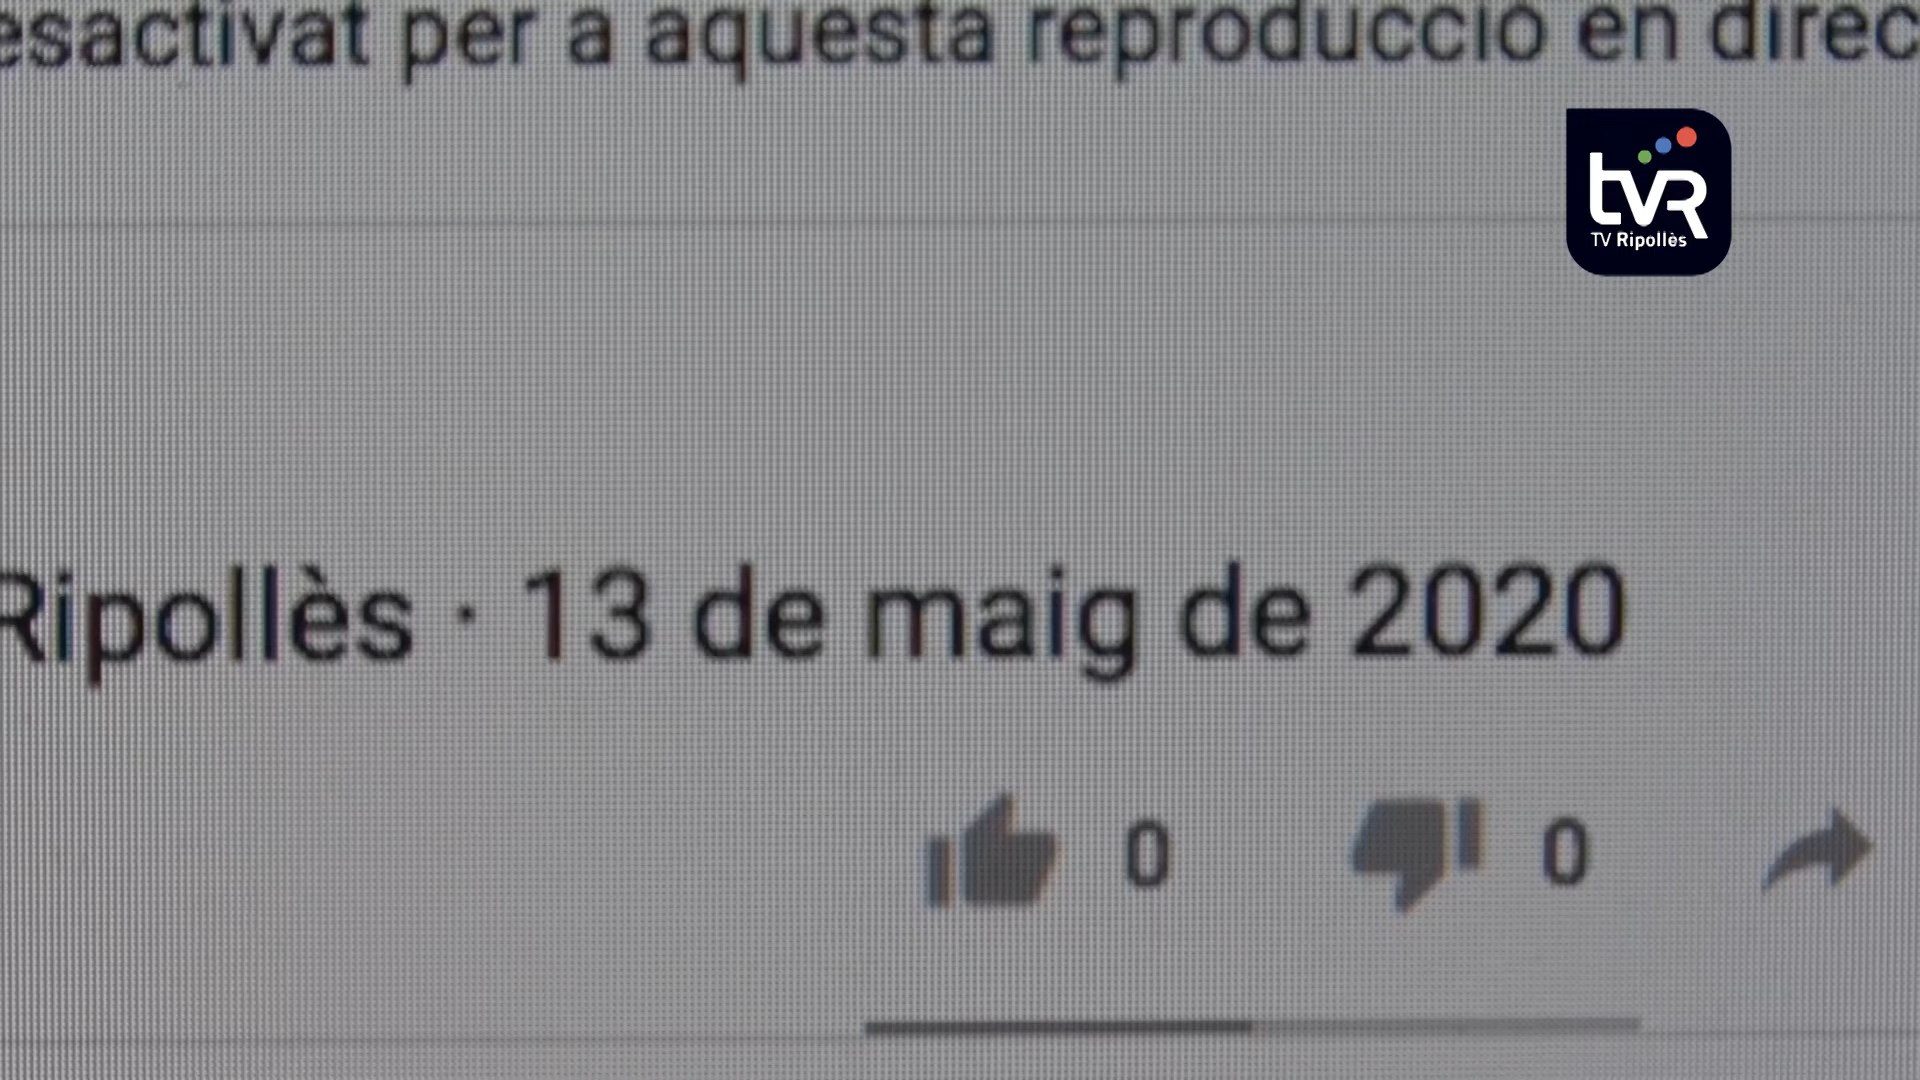 esactivat per a aquesta reproducció en direc
tvR
TV Ripollès
Ripollès · 13 de maig de 2020
0 0